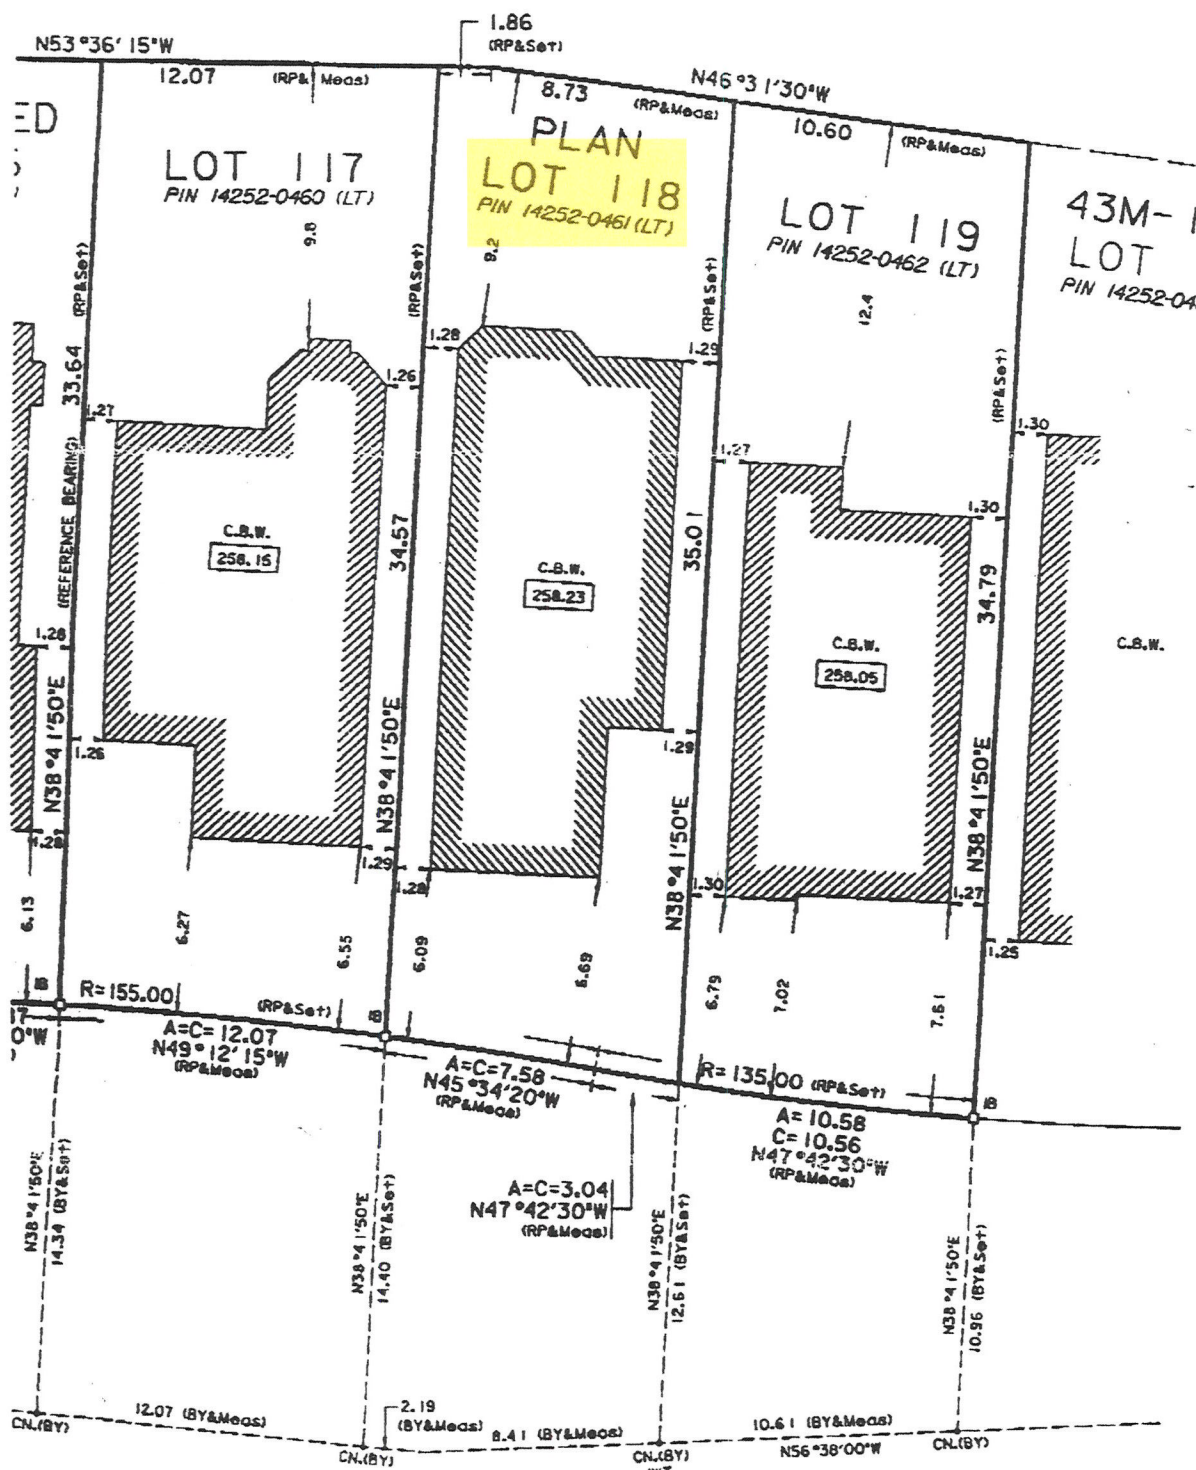 1.86
(RP&Set)
N53°36'15"W
12.07
(RP& Meas)
8.73
(RP&Meas)
N46°31'30"W
10.60
(RP&Meas)
ED
LOT 117
PIN 14252-0460 (LT)
PLAN
LOT 118
PIN 14252-0461 (LT)
LOT 119
PIN 14252-0462 (LT)
43M-
LOT
PIN 14252-04
9.8
9.2
12.4
(RP&Set)
(RP&Set)
(RP&Set)
(RP&Set)
1.28
1.29
1.26
1.27
1.27
1.30
1.30
33.64
(REFERENCE BEARING)
34.57
35.01
34.79
C.B.W.
258.15
C.B.W.
258.23
C.B.W.
258.05
C.B.W.
1.28
N38°41'50"E
N38°41'50"E
N38°41'50"E
N38°41'50"E
1.26
1.29
1.28
1.29
1.28
1.30
1.27
1.25
6.13
6.27
6.55
6.09
6.69
6.79
7.02
7.61
IB
IB
IB
R=155.00
(RP&Set)
A=C=12.07
N49°12'15"W
(RP&Meas)
17
0"W
A=C=7.58
N45°34'20"W
(RP&Meas)
R=135.00 (RP&Set)
A=10.58
C=10.56
N47°42'30"W
(RP&Meas)
A=C=3.04
N47°42'30"W
(RP&Meas)
N38°41'50"E
14.34 (BY&Set)
N38°41'50"E
14.40 (BY&Set)
N38°41'50"E
12.61 (BY&Set)
N38°41'50"E
10.96 (BY&Set)
CN.(BY)
12.07 (BY&Meas)
2.19
(BY&Meas)
CN.(BY)
8.41 (BY&Meas)
CN.(BY)
10.61 (BY&Meas)
N56°38'00"W
CN.(BY)